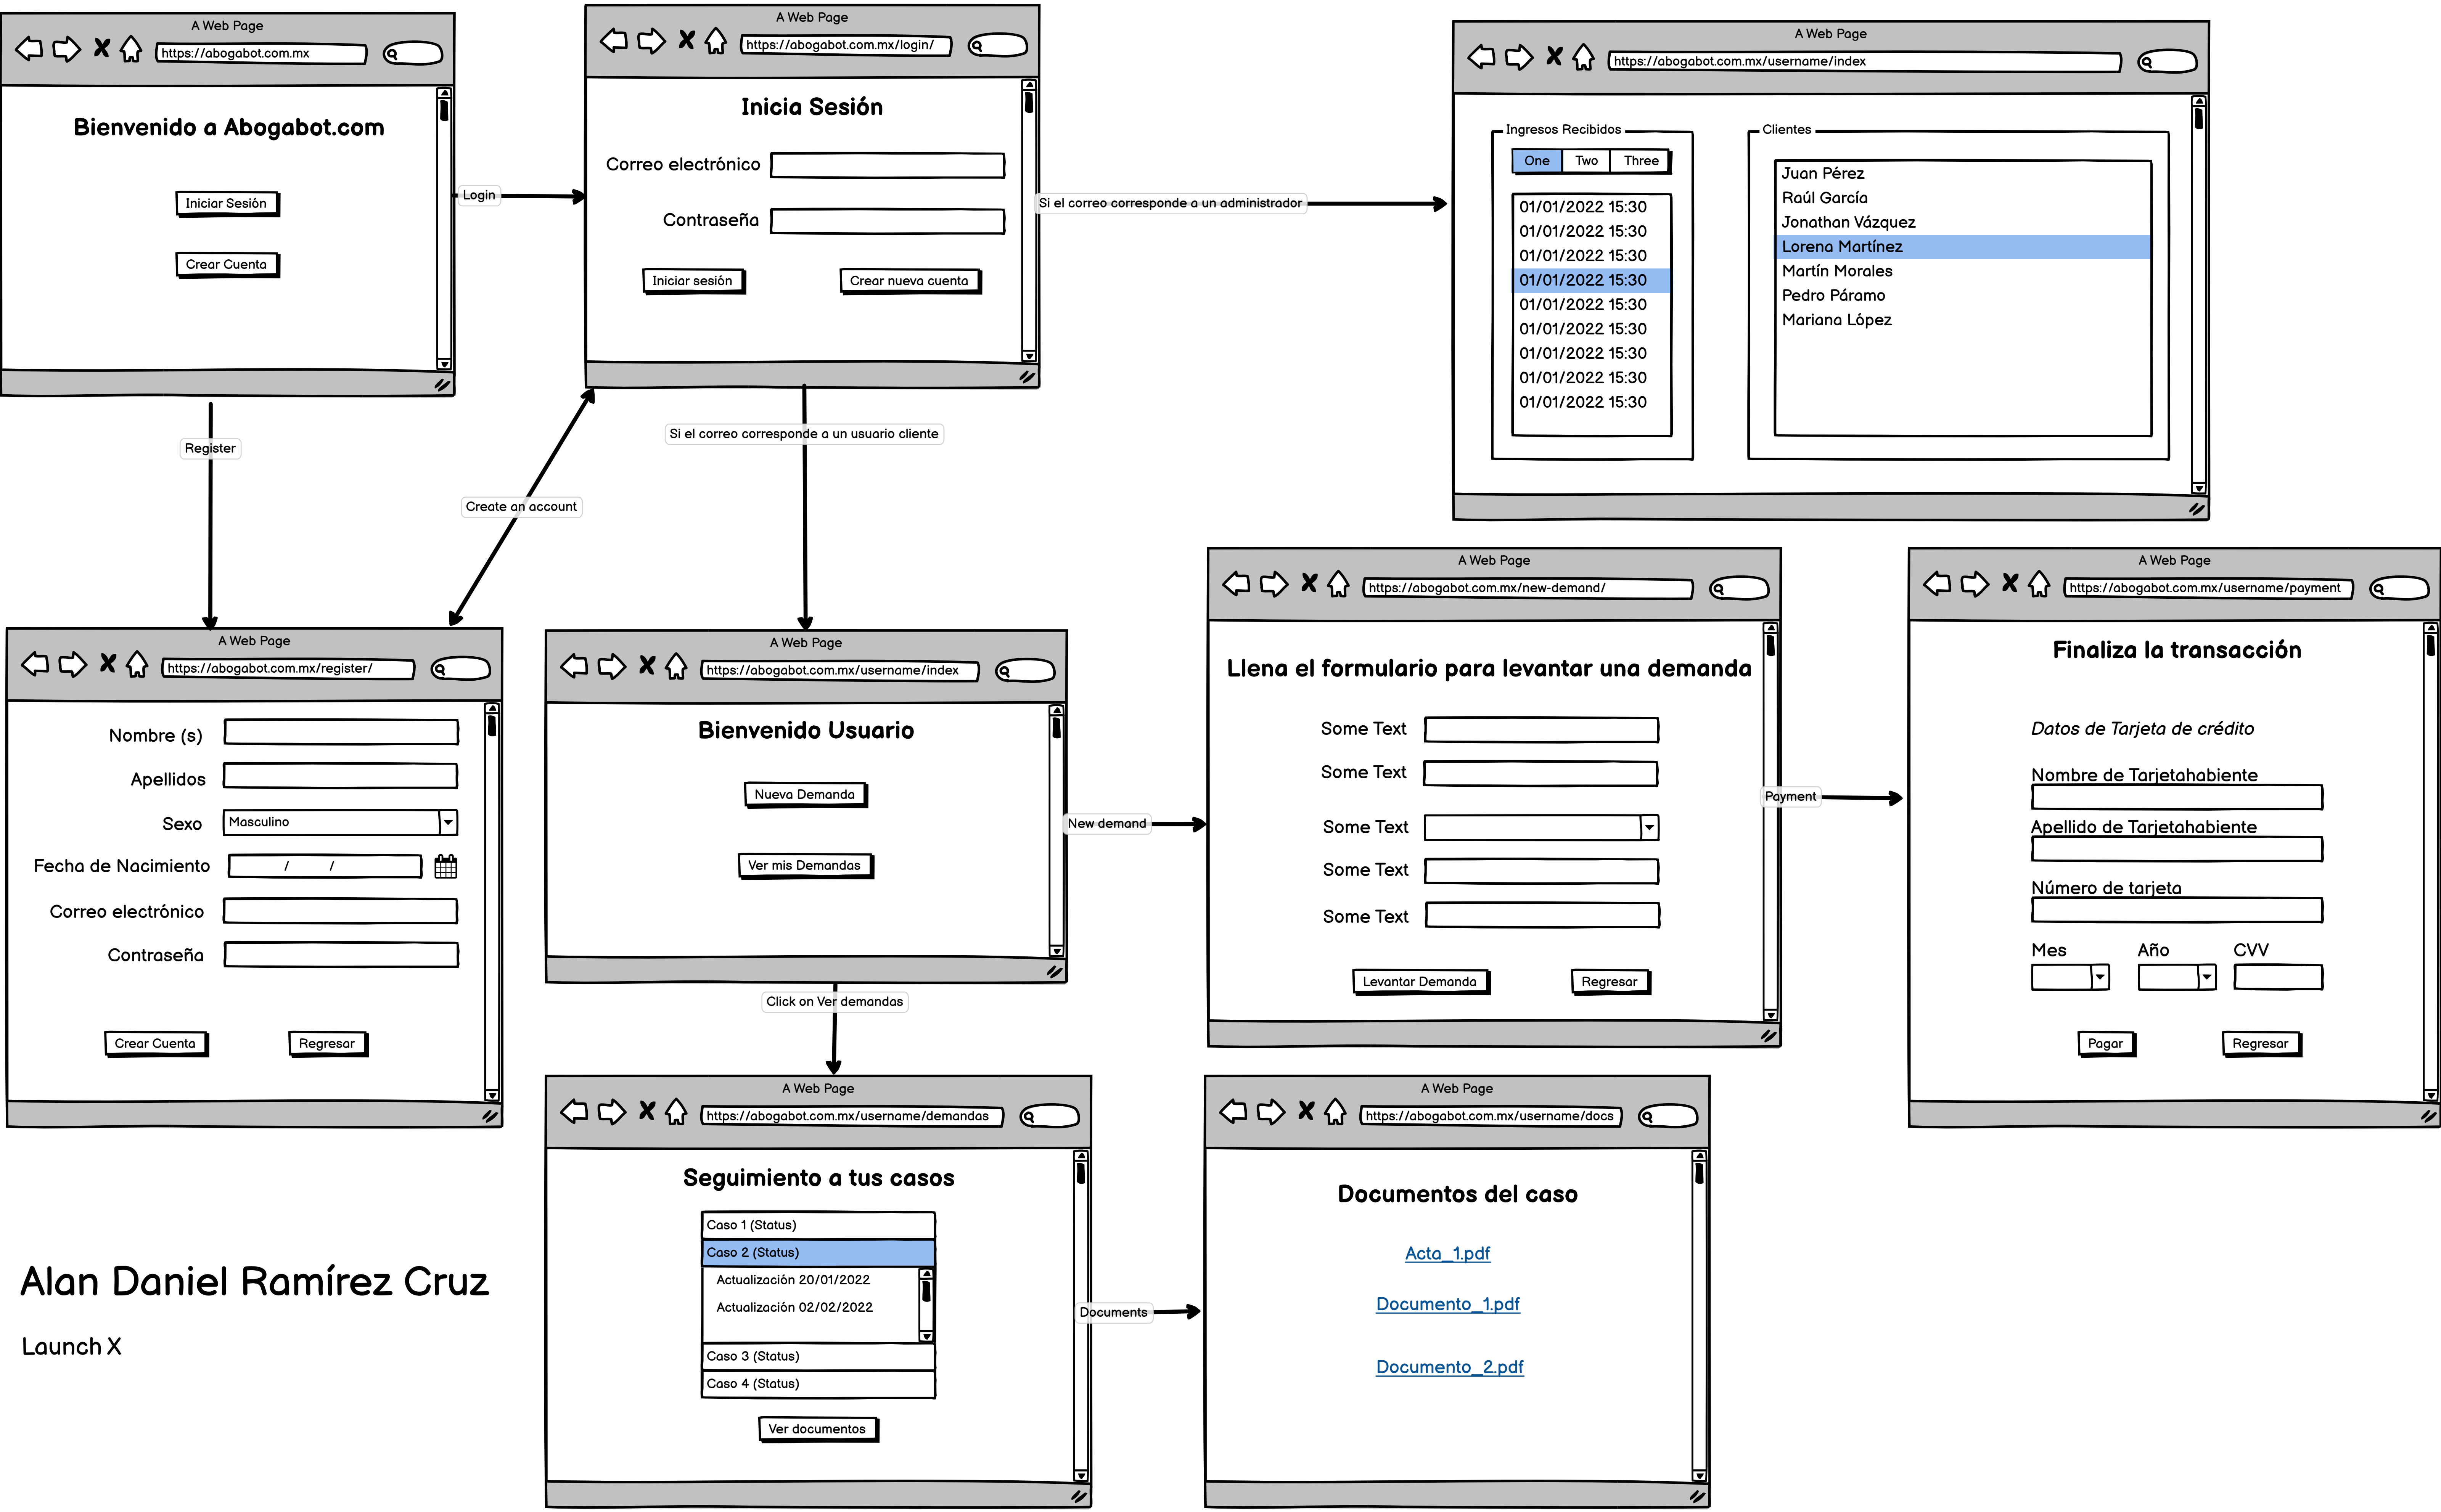 A Web Page
https://abogabot.com.mx
Bienvenido a Abogabot.com
Iniciar Sesión
Crear Cuenta
Login
A Web Page
https://abogabot.com.mx/login/
Inicia Sesión
Correo electrónico
Contraseña
Iniciar sesión
Crear nueva cuenta
Si el correo corresponde a un administrador
A Web Page
https://abogabot.com.mx/username/index
Ingresos Recibidos
One Two Three
01/01/2022 15:30
01/01/2022 15:30
01/01/2022 15:30
01/01/2022 15:30
01/01/2022 15:30
01/01/2022 15:30
01/01/2022 15:30
01/01/2022 15:30
01/01/2022 15:30
Clientes
Juan Pérez
Raúl García
Jonathan Vázquez
Lorena Martínez
Martín Morales
Pedro Páramo
Mariana López
Register
Create an account
Si el correo corresponde a un usuario cliente
A Web Page
https://abogabot.com.mx/register/
Nombre (s)
Apellidos
Sexo
Masculino
Fecha de Nacimiento
/ /
Correo electrónico
Contraseña
Crear Cuenta
Regresar
A Web Page
https://abogabot.com.mx/username/index
Bienvenido Usuario
Nueva Demanda
Ver mis Demandas
New demand
A Web Page
https://abogabot.com.mx/new-demand/
Llena el formulario para levantar una demanda
Some Text
Some Text
Some Text
Some Text
Some Text
Levantar Demanda
Regresar
Payment
A Web Page
https://abogabot.com.mx/username/payment
Finaliza la transacción
Datos de Tarjeta de crédito
Nombre de Tarjetahabiente
Apellido de Tarjetahabiente
Número de tarjeta
Mes Año CVV
Pagar
Regresar
Click on Ver demandas
A Web Page
https://abogabot.com.mx/username/demandas
Seguimiento a tus casos
Caso 1 (Status)
Caso 2 (Status)
Actualización 20/01/2022
Actualización 02/02/2022
Caso 3 (Status)
Caso 4 (Status)
Ver documentos
Documents
A Web Page
https://abogabot.com.mx/username/docs
Documentos del caso
Acta_1.pdf
Documento_1.pdf
Documento_2.pdf
Alan Daniel Ramírez Cruz
Launch X